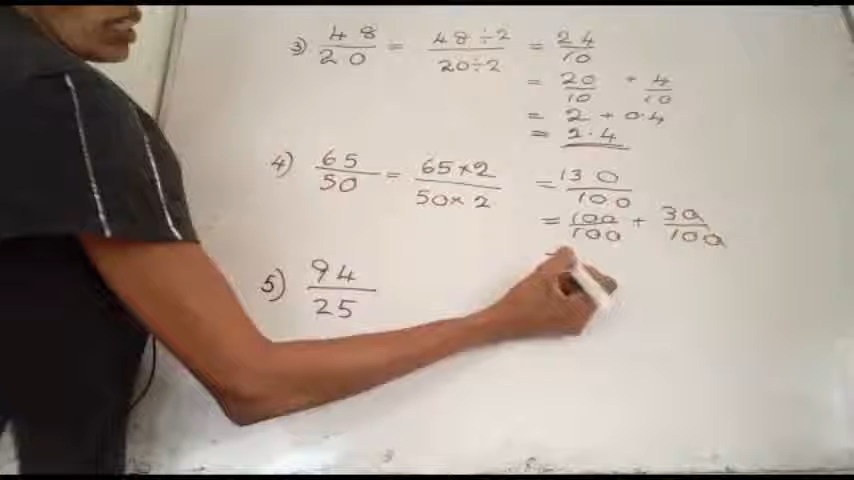 3) 48/20 = 48÷2/20÷2 = 24/10
= 20/10 + 4/10
= 2 + 0.4
= 2.4
4) 65/50 = 65×2/50×2 = 130/100
= 100/100 + 30/100
5) 94/25